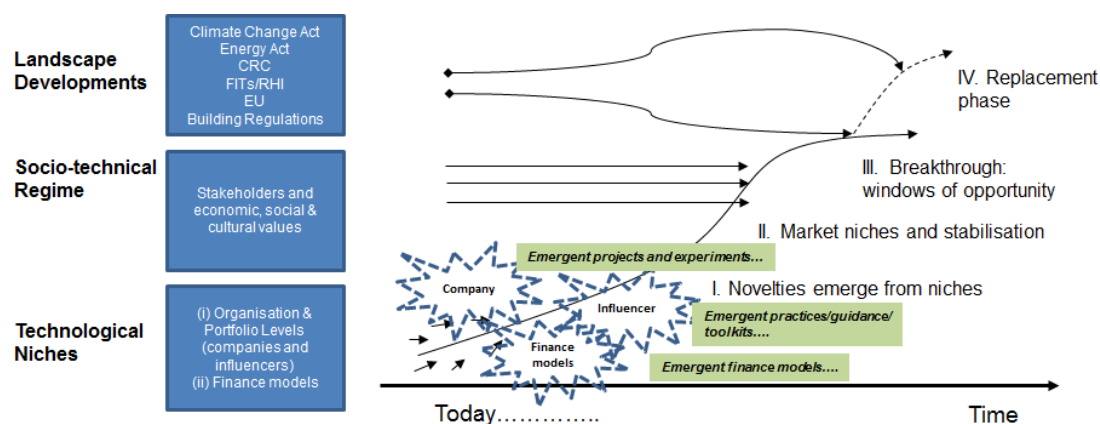 Landscape
Developments
Climate Change Act
Energy Act
CRC
FITs/RHI
EU
Building Regulations
IV. Replacement
phase
Socio-technical
Regime
Stakeholders and
economic, social &
cultural values
III. Breakthrough:
windows of opportunity
II. Market niches and stabilisation
Emergent projects and experiments…
Company
I. Novelties emerge from niches
Influencer
Technological
Niches
(i) Organisation &
Portfolio Levels
(companies and
influencers)
(ii) Finance models
Emergent practices/guidance/
toolkits….
Finance
models
Emergent finance models….
Today…………..
Time